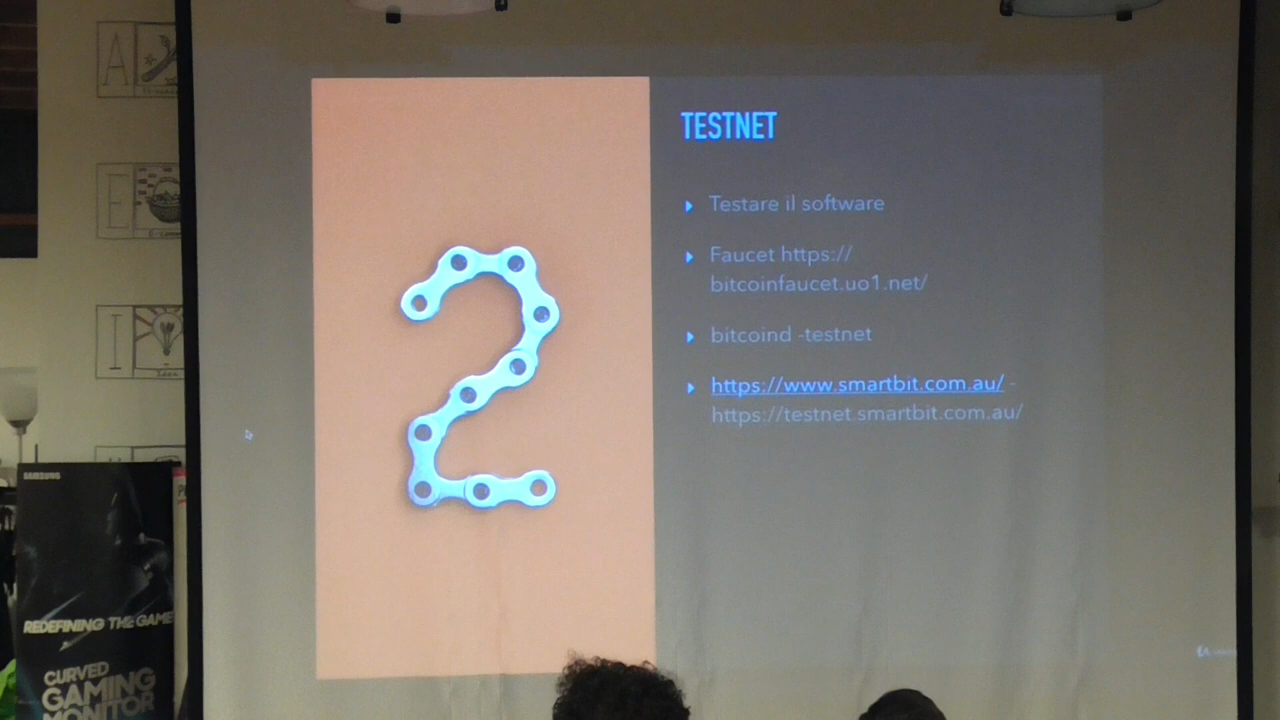 TESTNET
Testare il software
Faucet https://
bitcoinfaucet.uo1.net/
bitcoind -testnet
https://www.smartbit.com.au/ -
https://testnet.smartbit.com.au/
A
E
I
SAMSUNG
REDEFINING THE GAME
CURVED
GAMING
MONITOR